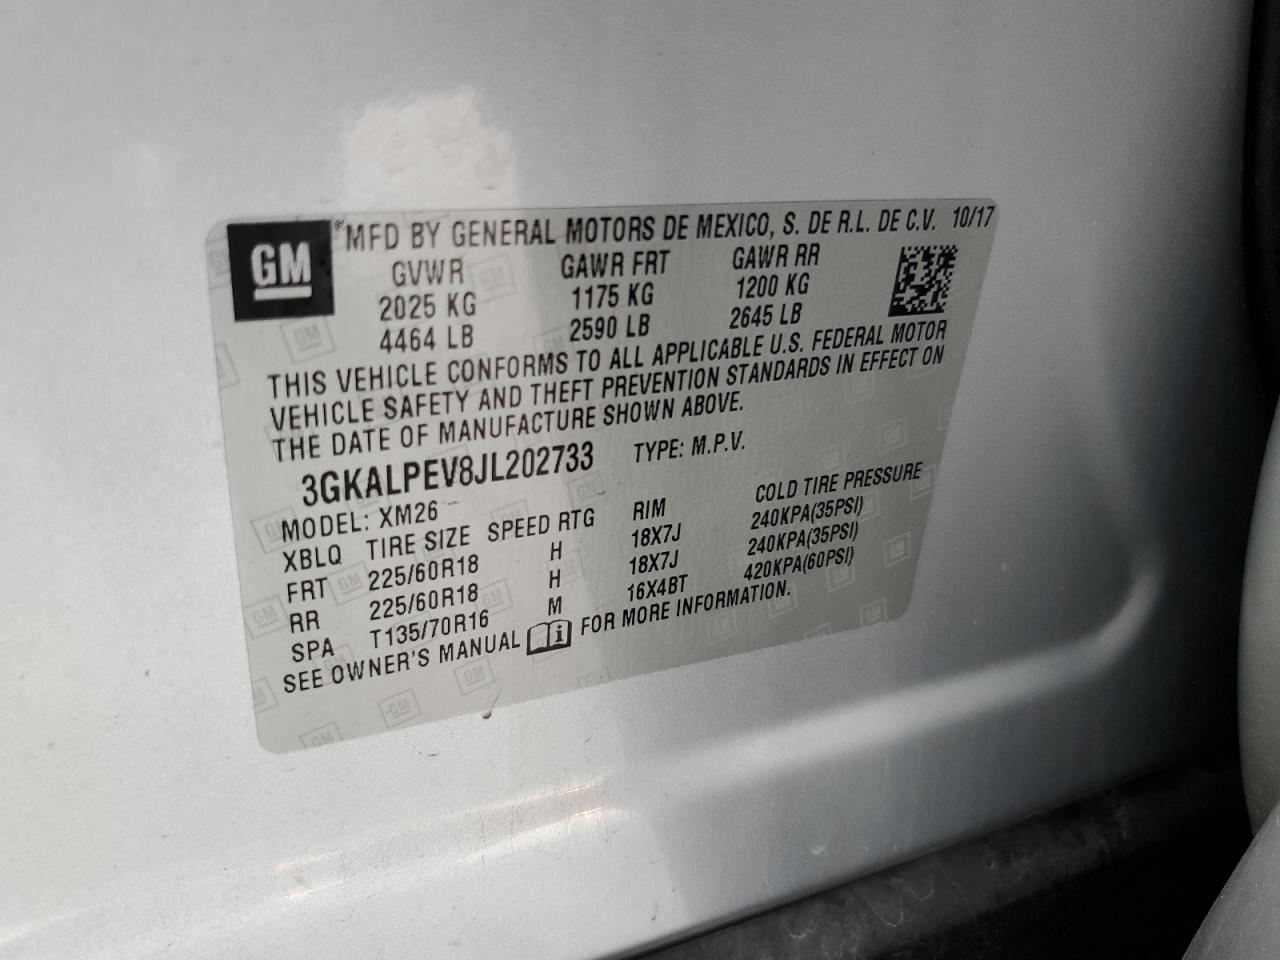 GM
®MFD BY GENERAL MOTORS DE MEXICO, S. DE R.L. DE C.V. 10/17
GVWR GAWR FRT GAWR RR
2025 KG 1175 KG 1200 KG
4464 LB 2590 LB 2645 LB
THIS VEHICLE CONFORMS TO ALL APPLICABLE U.S. FEDERAL MOTOR
VEHICLE SAFETY AND THEFT PREVENTION STANDARDS IN EFFECT ON
THE DATE OF MANUFACTURE SHOWN ABOVE.
3GKALPEV8JL202733 TYPE: M.P.V.
MODEL: XM26
XBLQ TIRE SIZE SPEED RTG RIM COLD TIRE PRESSURE
FRT 225/60R18 H 18X7J 240KPA(35PSI)
RR 225/60R18 H 18X7J 240KPA(35PSI)
SPA T135/70R16 M 16X4BT 420KPA(60PSI)
SEE OWNER'S MANUAL i FOR MORE INFORMATION.